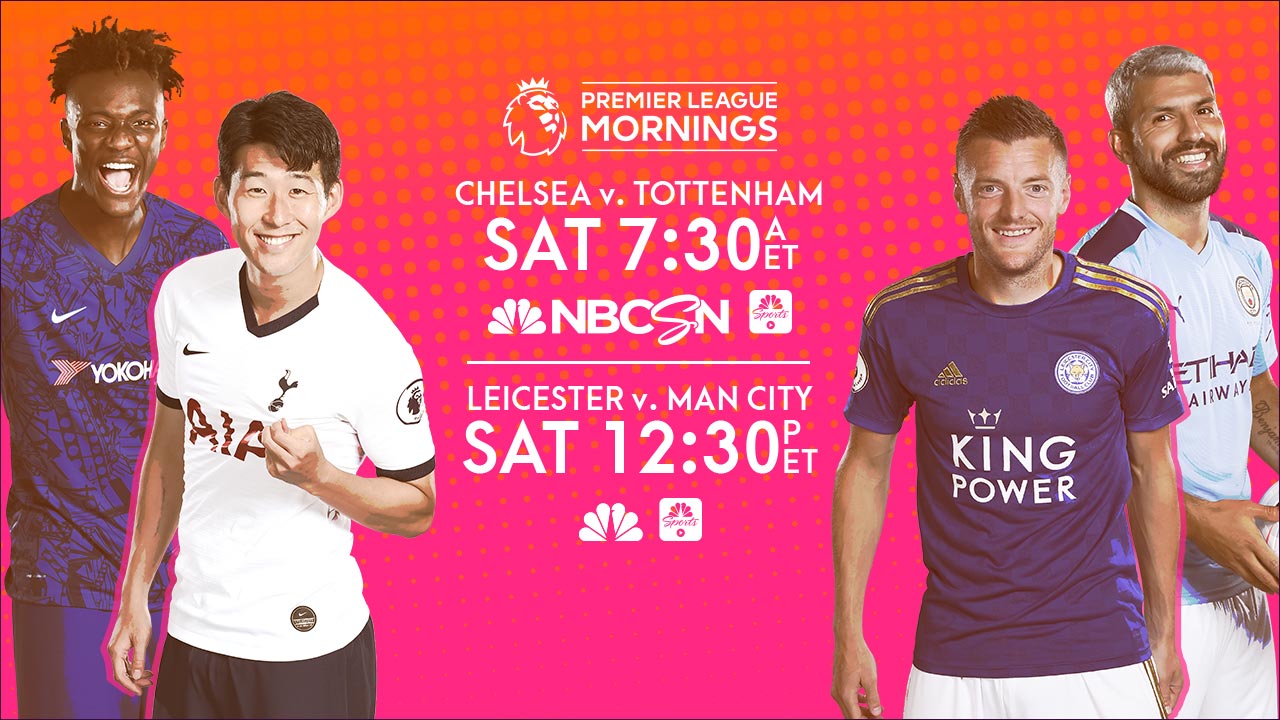 PREMIER LEAGUE
MORNINGS
CHELSEA v. TOTTENHAM
SAT 7:30 A ET
NBCSN Sports
LEICESTER v. MAN CITY
SAT 12:30 P ET
Sports
YOKOH
AIA
adidas
KING
POWER
ETIHAD
AIRWAYS